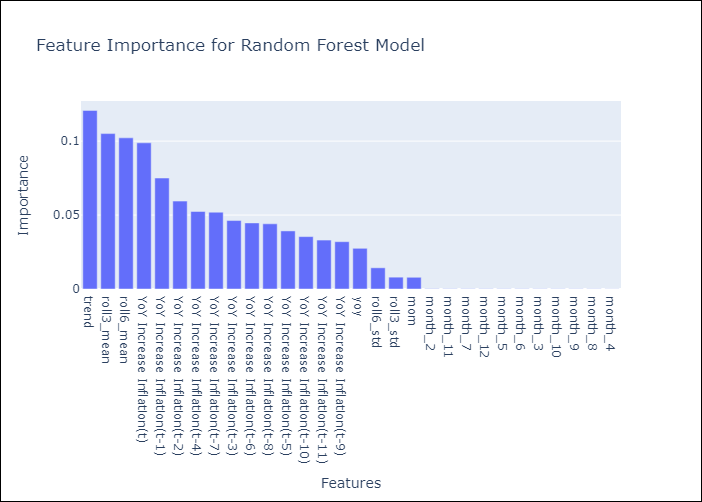 Feature Importance for Random Forest Model
Importance
0.1
0.05
0
trend
roll3_mean
roll6_mean
YoY Increase Inflation(t)
YoY Increase Inflation(t-1)
YoY Increase Inflation(t-2)
YoY Increase Inflation(t-4)
YoY Increase Inflation(t-7)
YoY Increase Inflation(t-3)
YoY Increase Inflation(t-6)
YoY Increase Inflation(t-8)
YoY Increase Inflation(t-5)
YoY Increase Inflation(t-10)
YoY Increase Inflation(t-11)
YoY Increase Inflation(t-9)
yoy
roll6_std
roll3_std
mom
month_2
month_11
month_7
month_12
month_5
month_6
month_3
month_10
month_9
month_8
month_4
Features